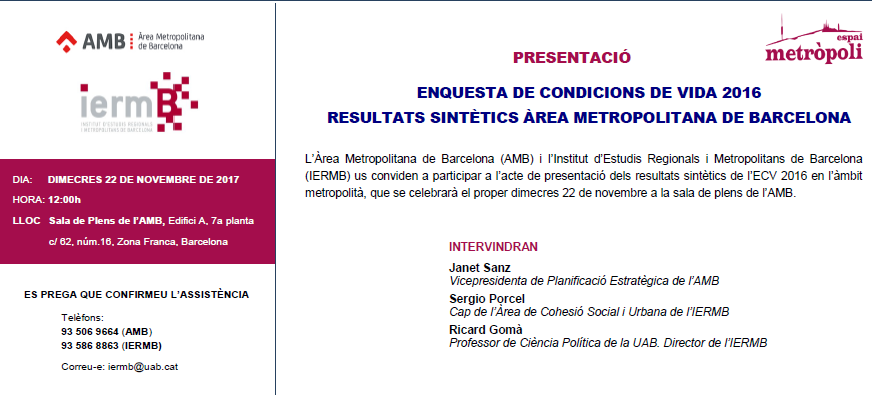 AMB Àrea Metropolitana
de Barcelona
iermB
INSTITUT D'ESTUDIS REGIONALS
I METROPOLITANS DE BARCELONA
DIA: DIMECRES 22 DE NOVEMBRE DE 2017
HORA: 12:00h
LLOC Sala de Plens de l'AMB, Edifici A, 7a planta
c/ 62, núm.16, Zona Franca, Barcelona
ES PREGA QUE CONFIRMEU L'ASSISTÈNCIA
Telèfons:
93 506 9664 (AMB)
93 586 8863 (IERMB)
Correu-e: iermb@uab.cat
espai
metròpoli
PRESENTACIÓ
ENQUESTA DE CONDICIONS DE VIDA 2016
RESULTATS SINTÈTICS ÀREA METROPOLITANA DE BARCELONA
L'Àrea Metropolitana de Barcelona (AMB) i l'Institut d'Estudis Regionals i Metropolitans de Barcelona
(IERMB) us conviden a participar a l'acte de presentació dels resultats sintètics de l'ECV 2016 en l'àmbit
metropolità, que se celebrarà el proper dimecres 22 de novembre a la sala de plens de l'AMB.
INTERVINDRAN
Janet Sanz
Vicepresidenta de Planificació Estratègica de l'AMB
Sergio Porcel
Cap de l'Àrea de Cohesió Social i Urbana de l'IERMB
Ricard Gomà
Professor de Ciència Política de la UAB. Director de l'IERMB